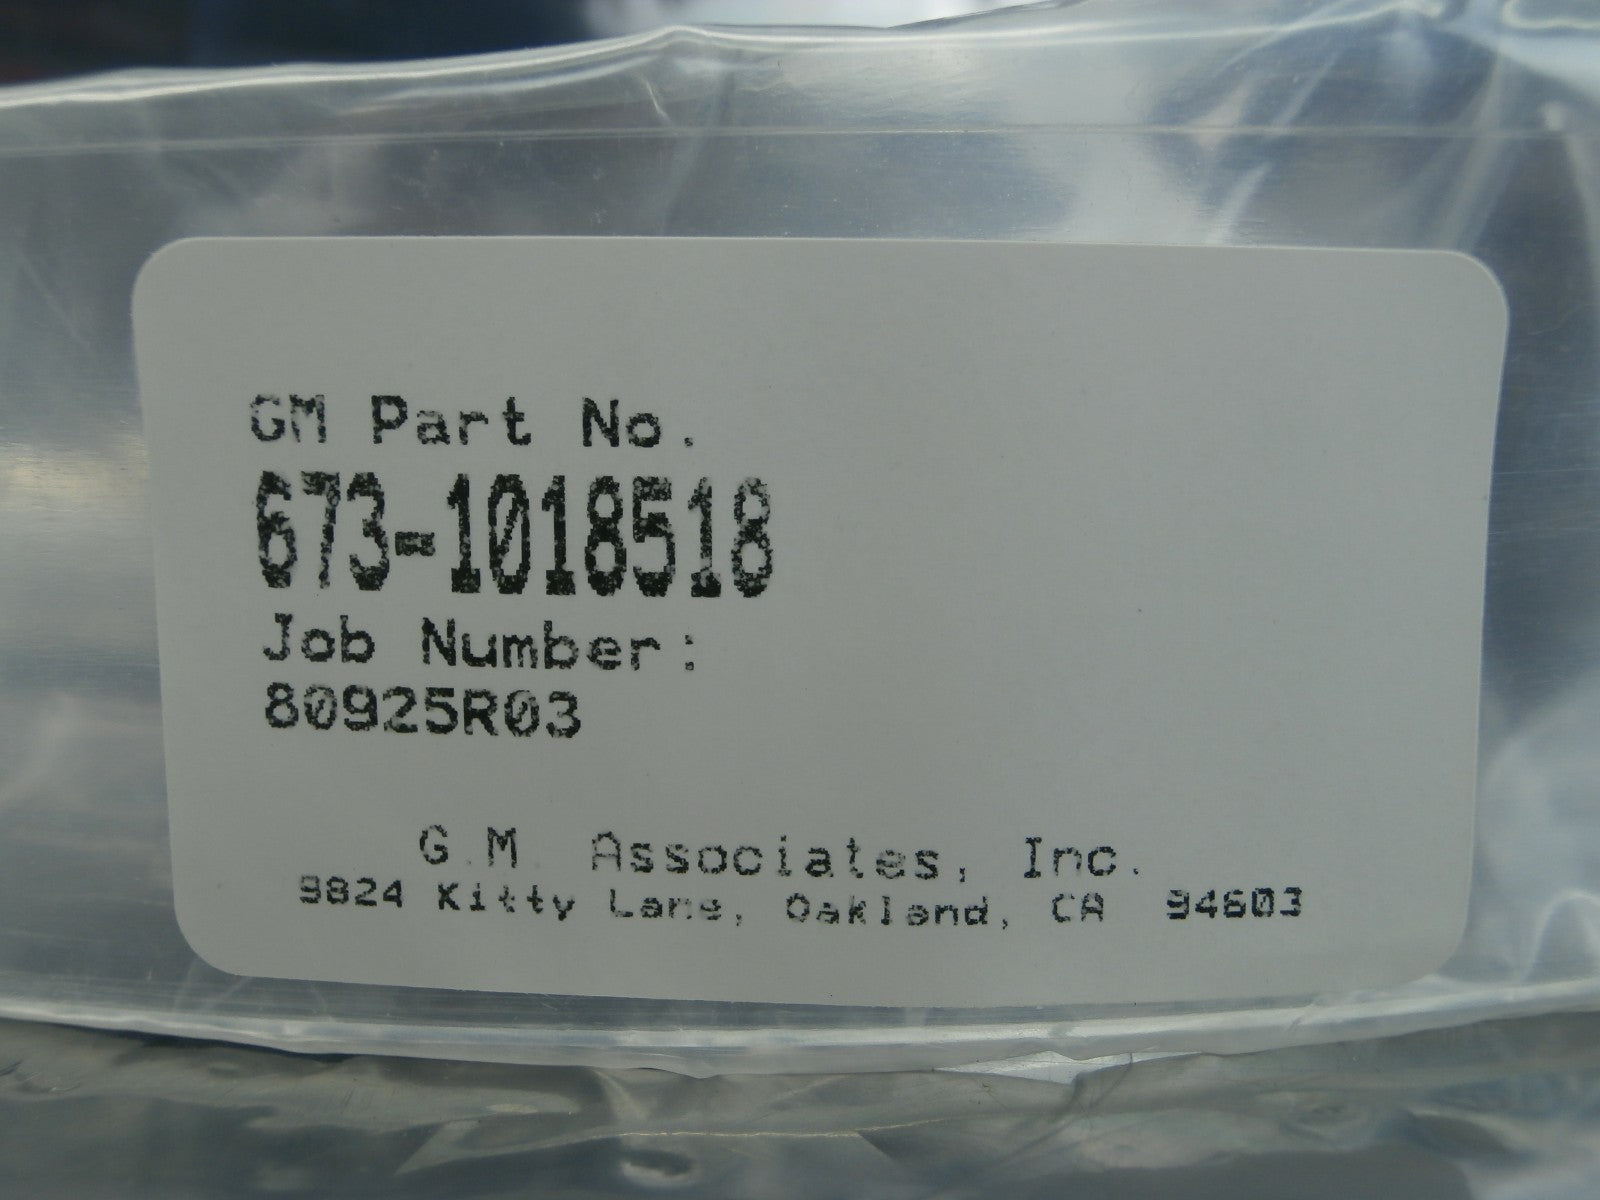 GM Part No.
673-1018518
Job Number:
80925R03
G.M. Associates, Inc.
9824 Kitty Lane, Oakland, CA 94603